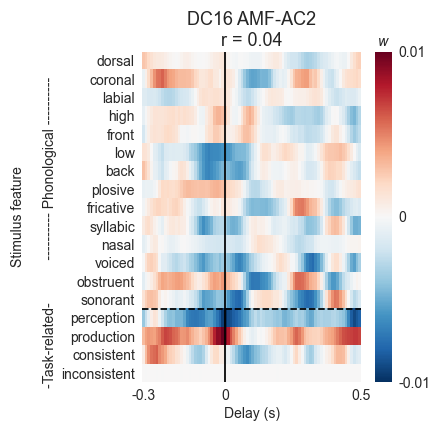 DC16 AMF-AC2
r = 0.04
w
dorsal
coronal
labial
high
front
low
back
plosive
fricative
syllabic
nasal
voiced
obstruent
sonorant
perception
production
consistent
inconsistent
Stimulus feature
---------- Phonological ----------
-Task-related-
0.01
0
-0.01
-0.3 0 0.5
Delay (s)